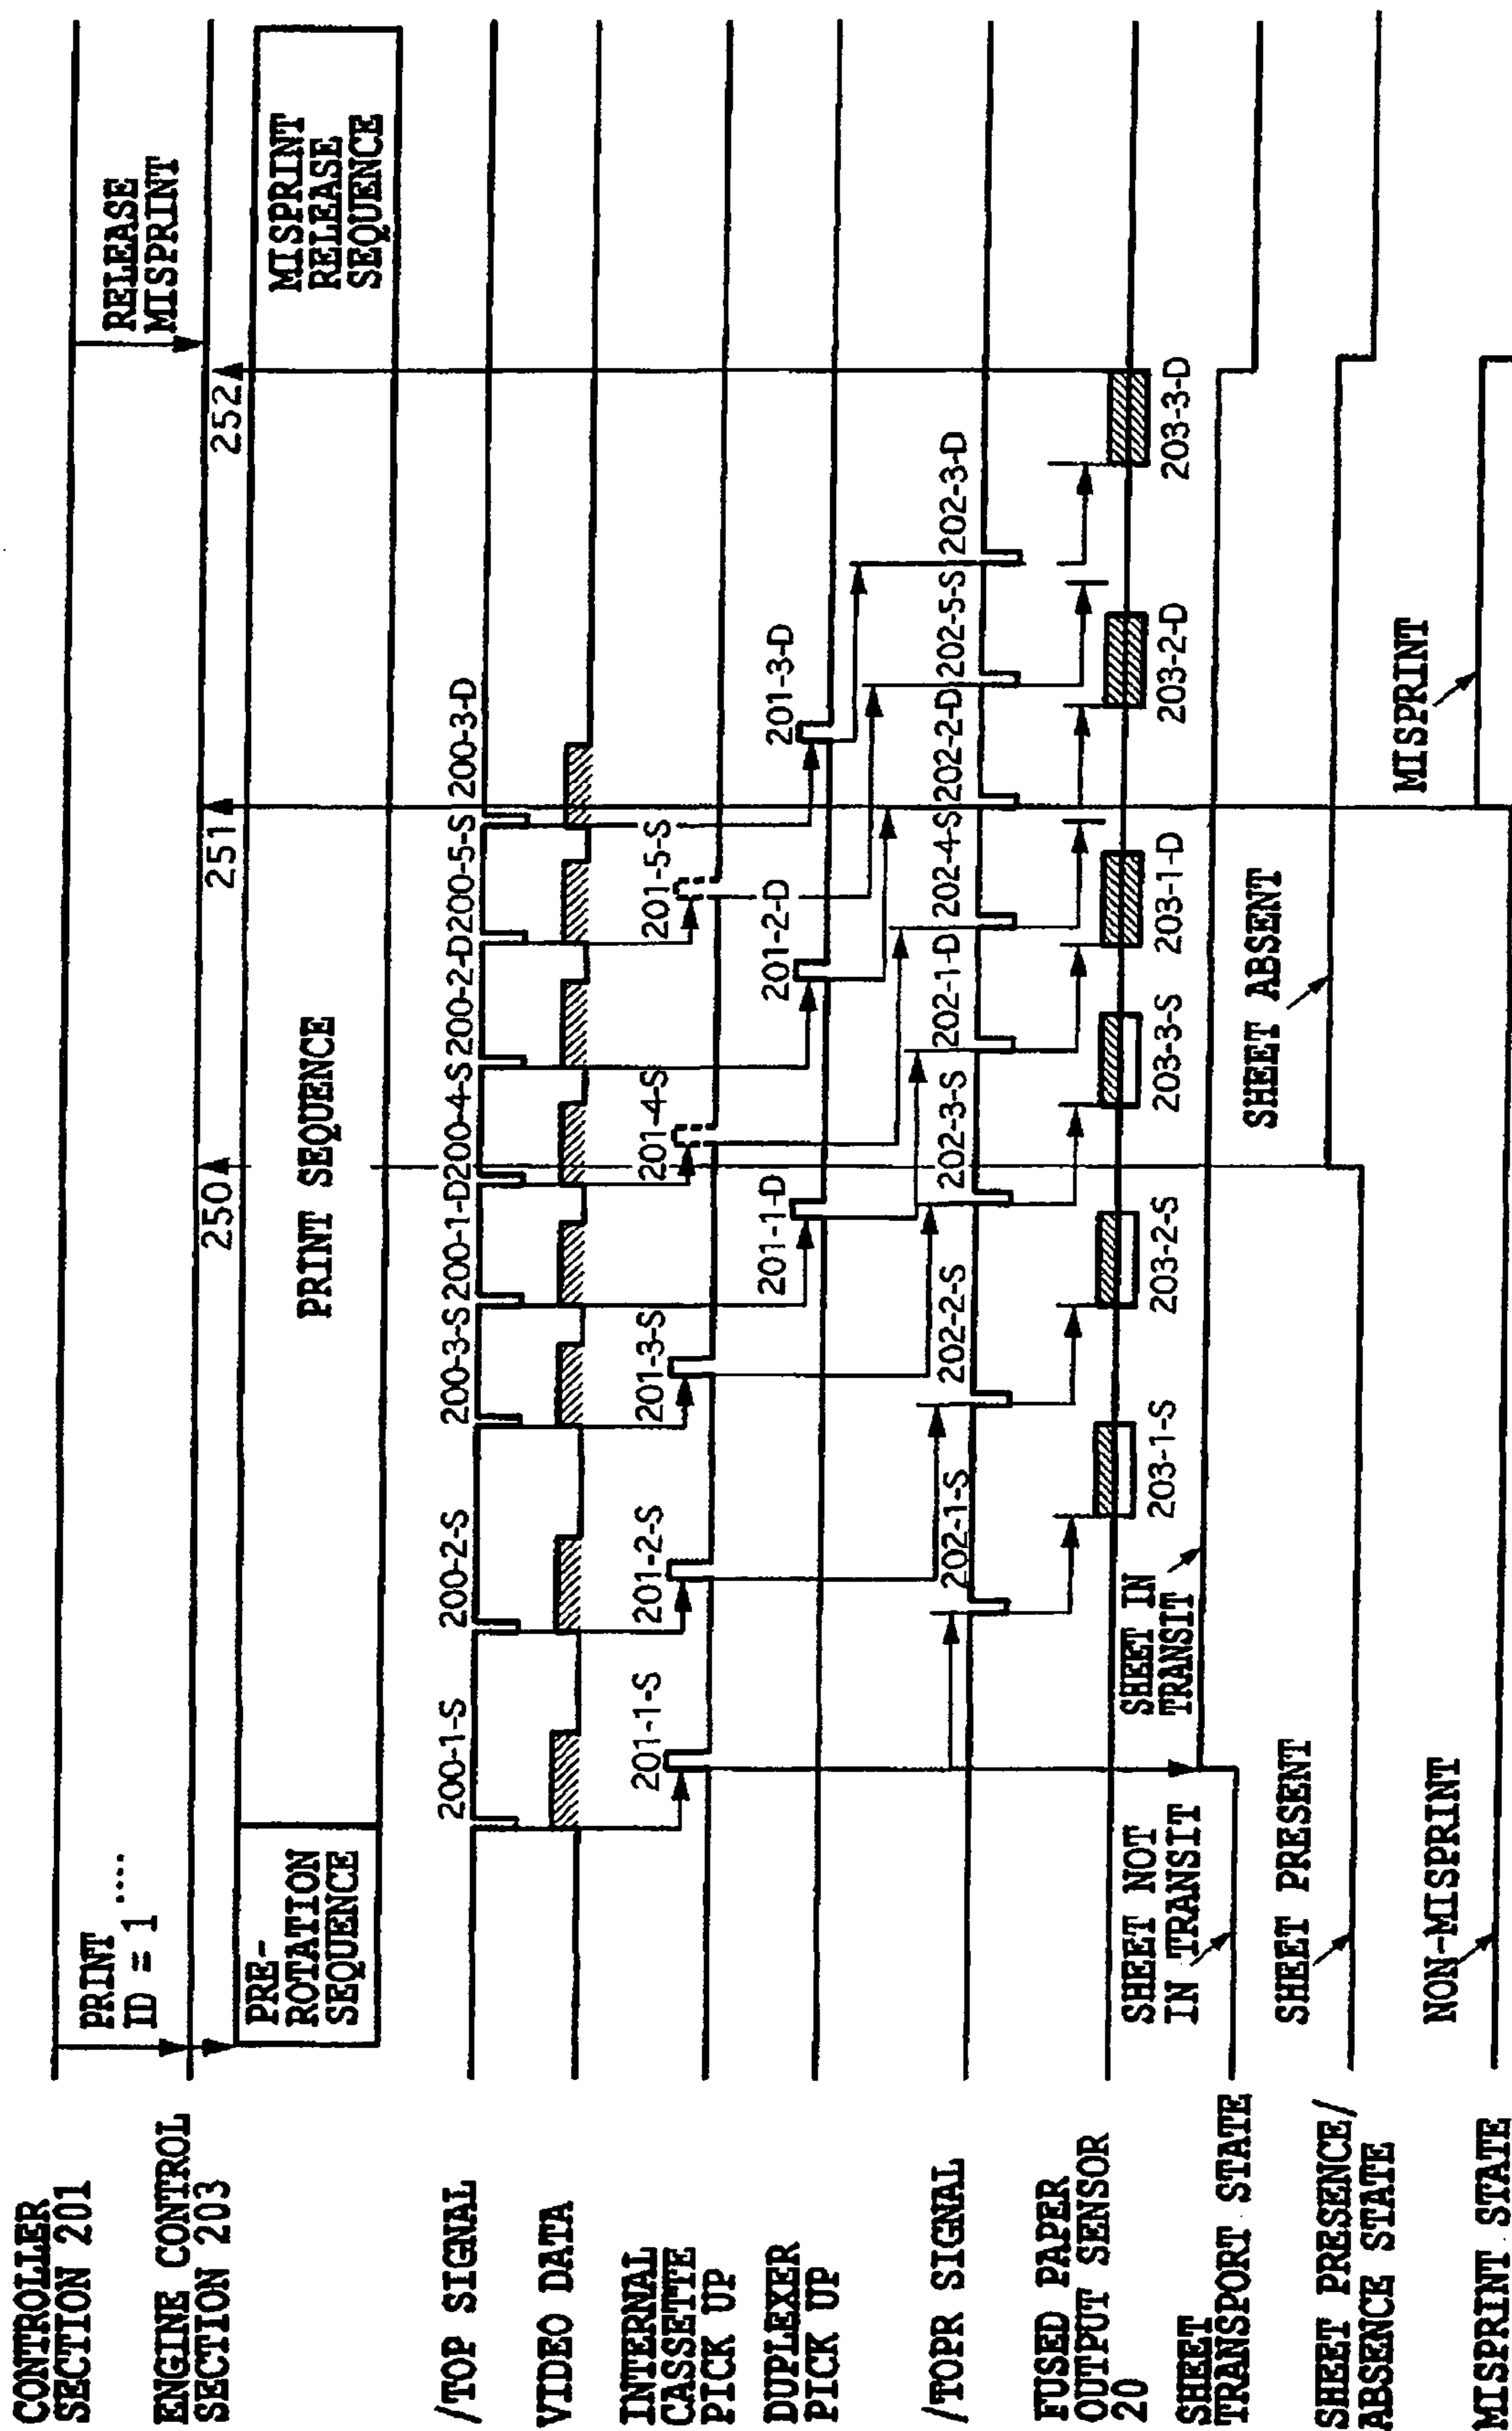 CONTROLLER
SECTION 201
PRINT
ID = 1 ....
RELEASE
MISPRINT
ENGINE CONTROL
SECTION 203
250
251
252
PRE-
ROTATION
SEQUENCE
PRINT SEQUENCE
MISPRINT
RELEASE
SEQUENCE
/TOP SIGNAL
200-1-S
200-2-S
200-3-S
200-1-D
200-4-S
200-2-D
200-5-S
200-3-D
VIDEO DATA
INTERNAL
CASSETTE
PICK UP
201-1-S
201-2-S
201-3-S
201-4-S
201-5-S
DUPLEXER
PICK UP
201-1-D
201-2-D
201-3-D
/TOPR SIGNAL
202-1-S
202-2-S
202-3-S
202-1-D
202-4-S
202-2-D
202-5-S
202-3-D
FUSED PAPER
OUTPUT SENSOR
20
203-1-S
203-2-S
203-3-S
203-1-D
203-2-D
203-3-D
SHEET
TRANSPORT STATE
SHEET NOT
IN TRANSIT
SHEET IN
TRANSIT
SHEET PRESENCE/
ABSENCE STATE
SHEET PRESENT
SHEET ABSENT
MISPRINT STATE
NON-MISPRINT
MISPRINT